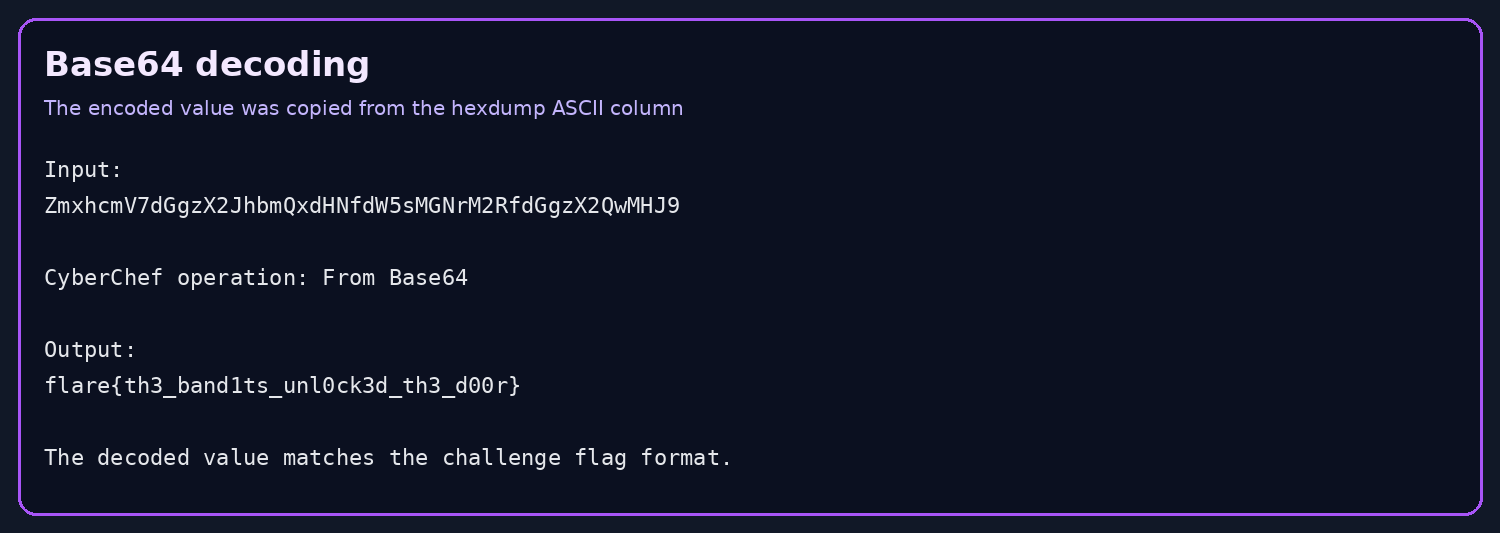 Base64 decoding
The encoded value was copied from the hexdump ASCII column
Input:
ZmxhcmV7dGgzX2JhbmQxdHNfdW5sMGNrM2RfdGgzX2QwMHJ9
CyberChef operation: From Base64
Output:
flare{th3_band1ts_unl0ck3d_th3_d00r}
The decoded value matches the challenge flag format.